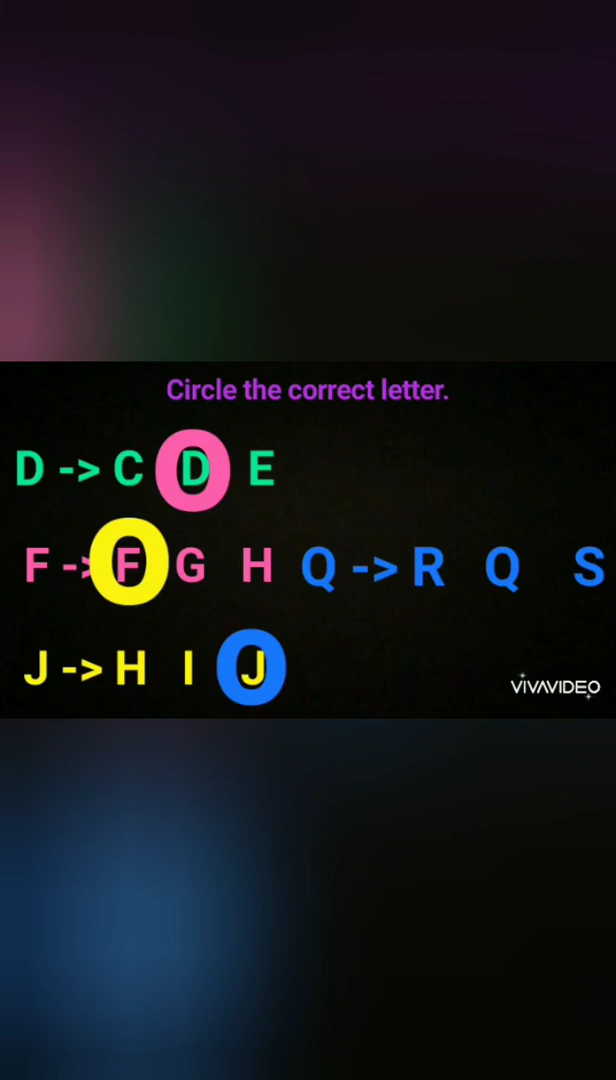 Circle the correct letter.
D -> C D E
F -> F G H Q -> R Q S
J -> H I J
VIVAVIDEO